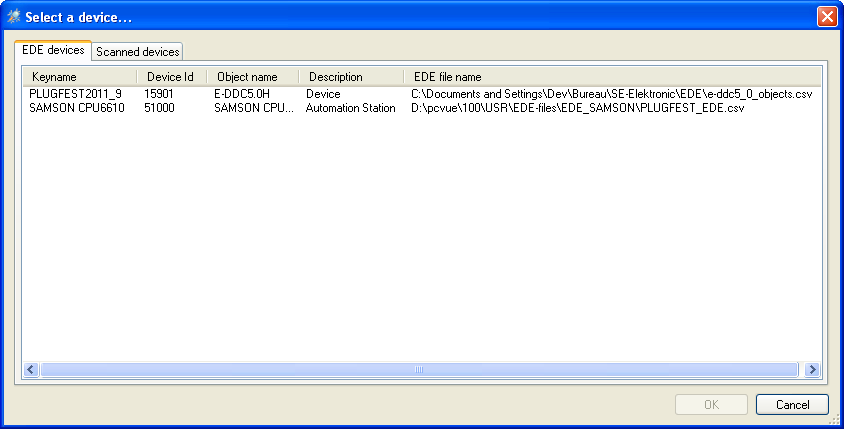 Select a device...
EDE devices Scanned devices
Keyname Device Id Object name Description EDE file name
PLUGFEST2011_9 15901 E-DDC5.0H Device C:\Documents and Settings\Dev\Bureau\SE-Elektronic\EDE\e-ddc5_0_objects.csv
SAMSON CPU6610 51000 SAMSON CPU... Automation Station D:\pcvue\100\USR\EDE-files\EDE_SAMSON\PLUGFEST_EDE.csv
OK Cancel